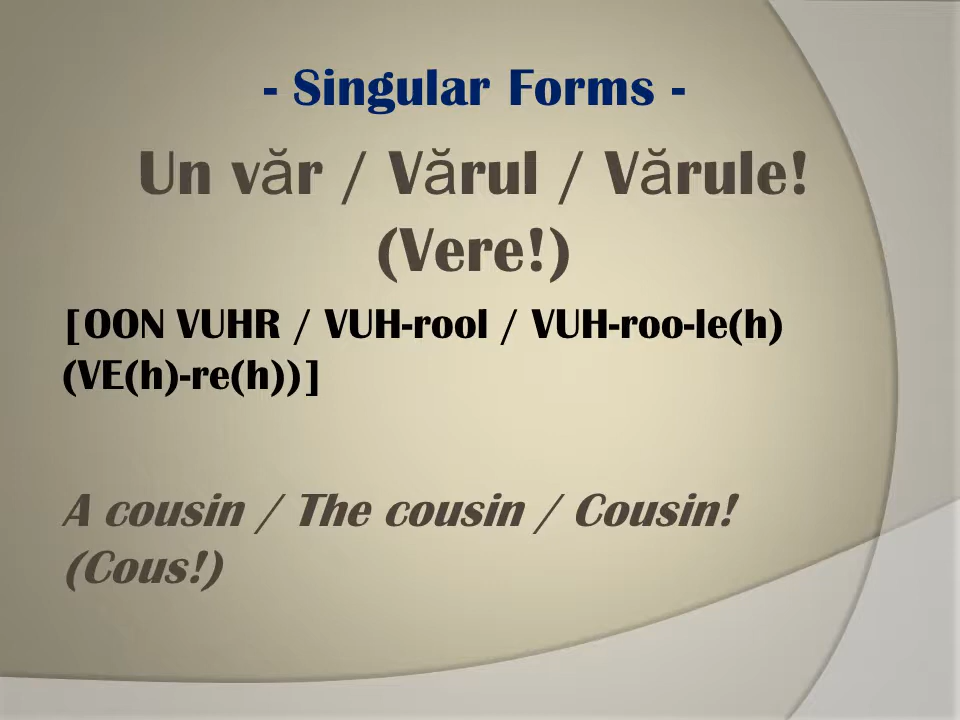 - Singular Forms -
Un văr / Vărul / Vărule!
(Vere!)
[OON VUHR / VUH-rool / VUH-roo-le(h)
(VE(h)-re(h))]
A cousin / The cousin / Cousin!
(Cous!)